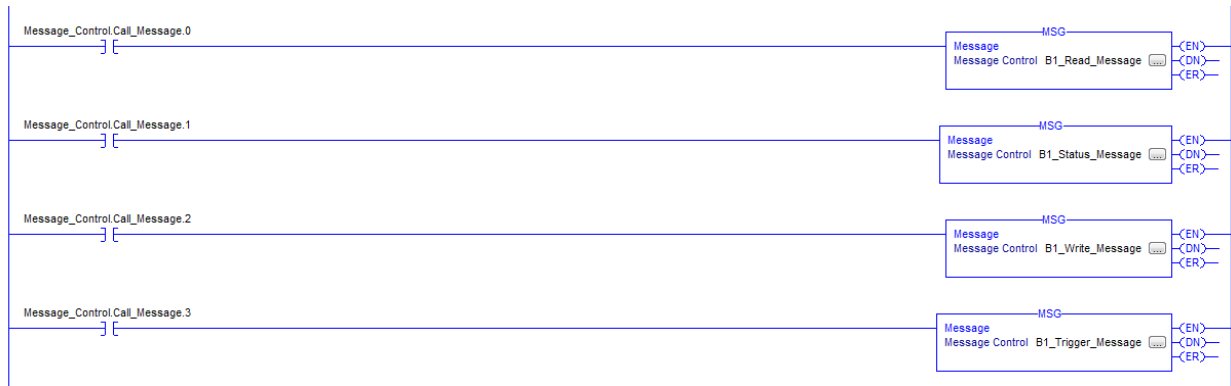 Message_Control.Call_Message.0
MSG
Message
Message Control B1_Read_Message ...
EN
DN
ER
Message_Control.Call_Message.1
MSG
Message
Message Control B1_Status_Message ...
EN
DN
ER
Message_Control.Call_Message.2
MSG
Message
Message Control B1_Write_Message ...
EN
DN
ER
Message_Control.Call_Message.3
MSG
Message
Message Control B1_Trigger_Message ...
EN
DN
ER